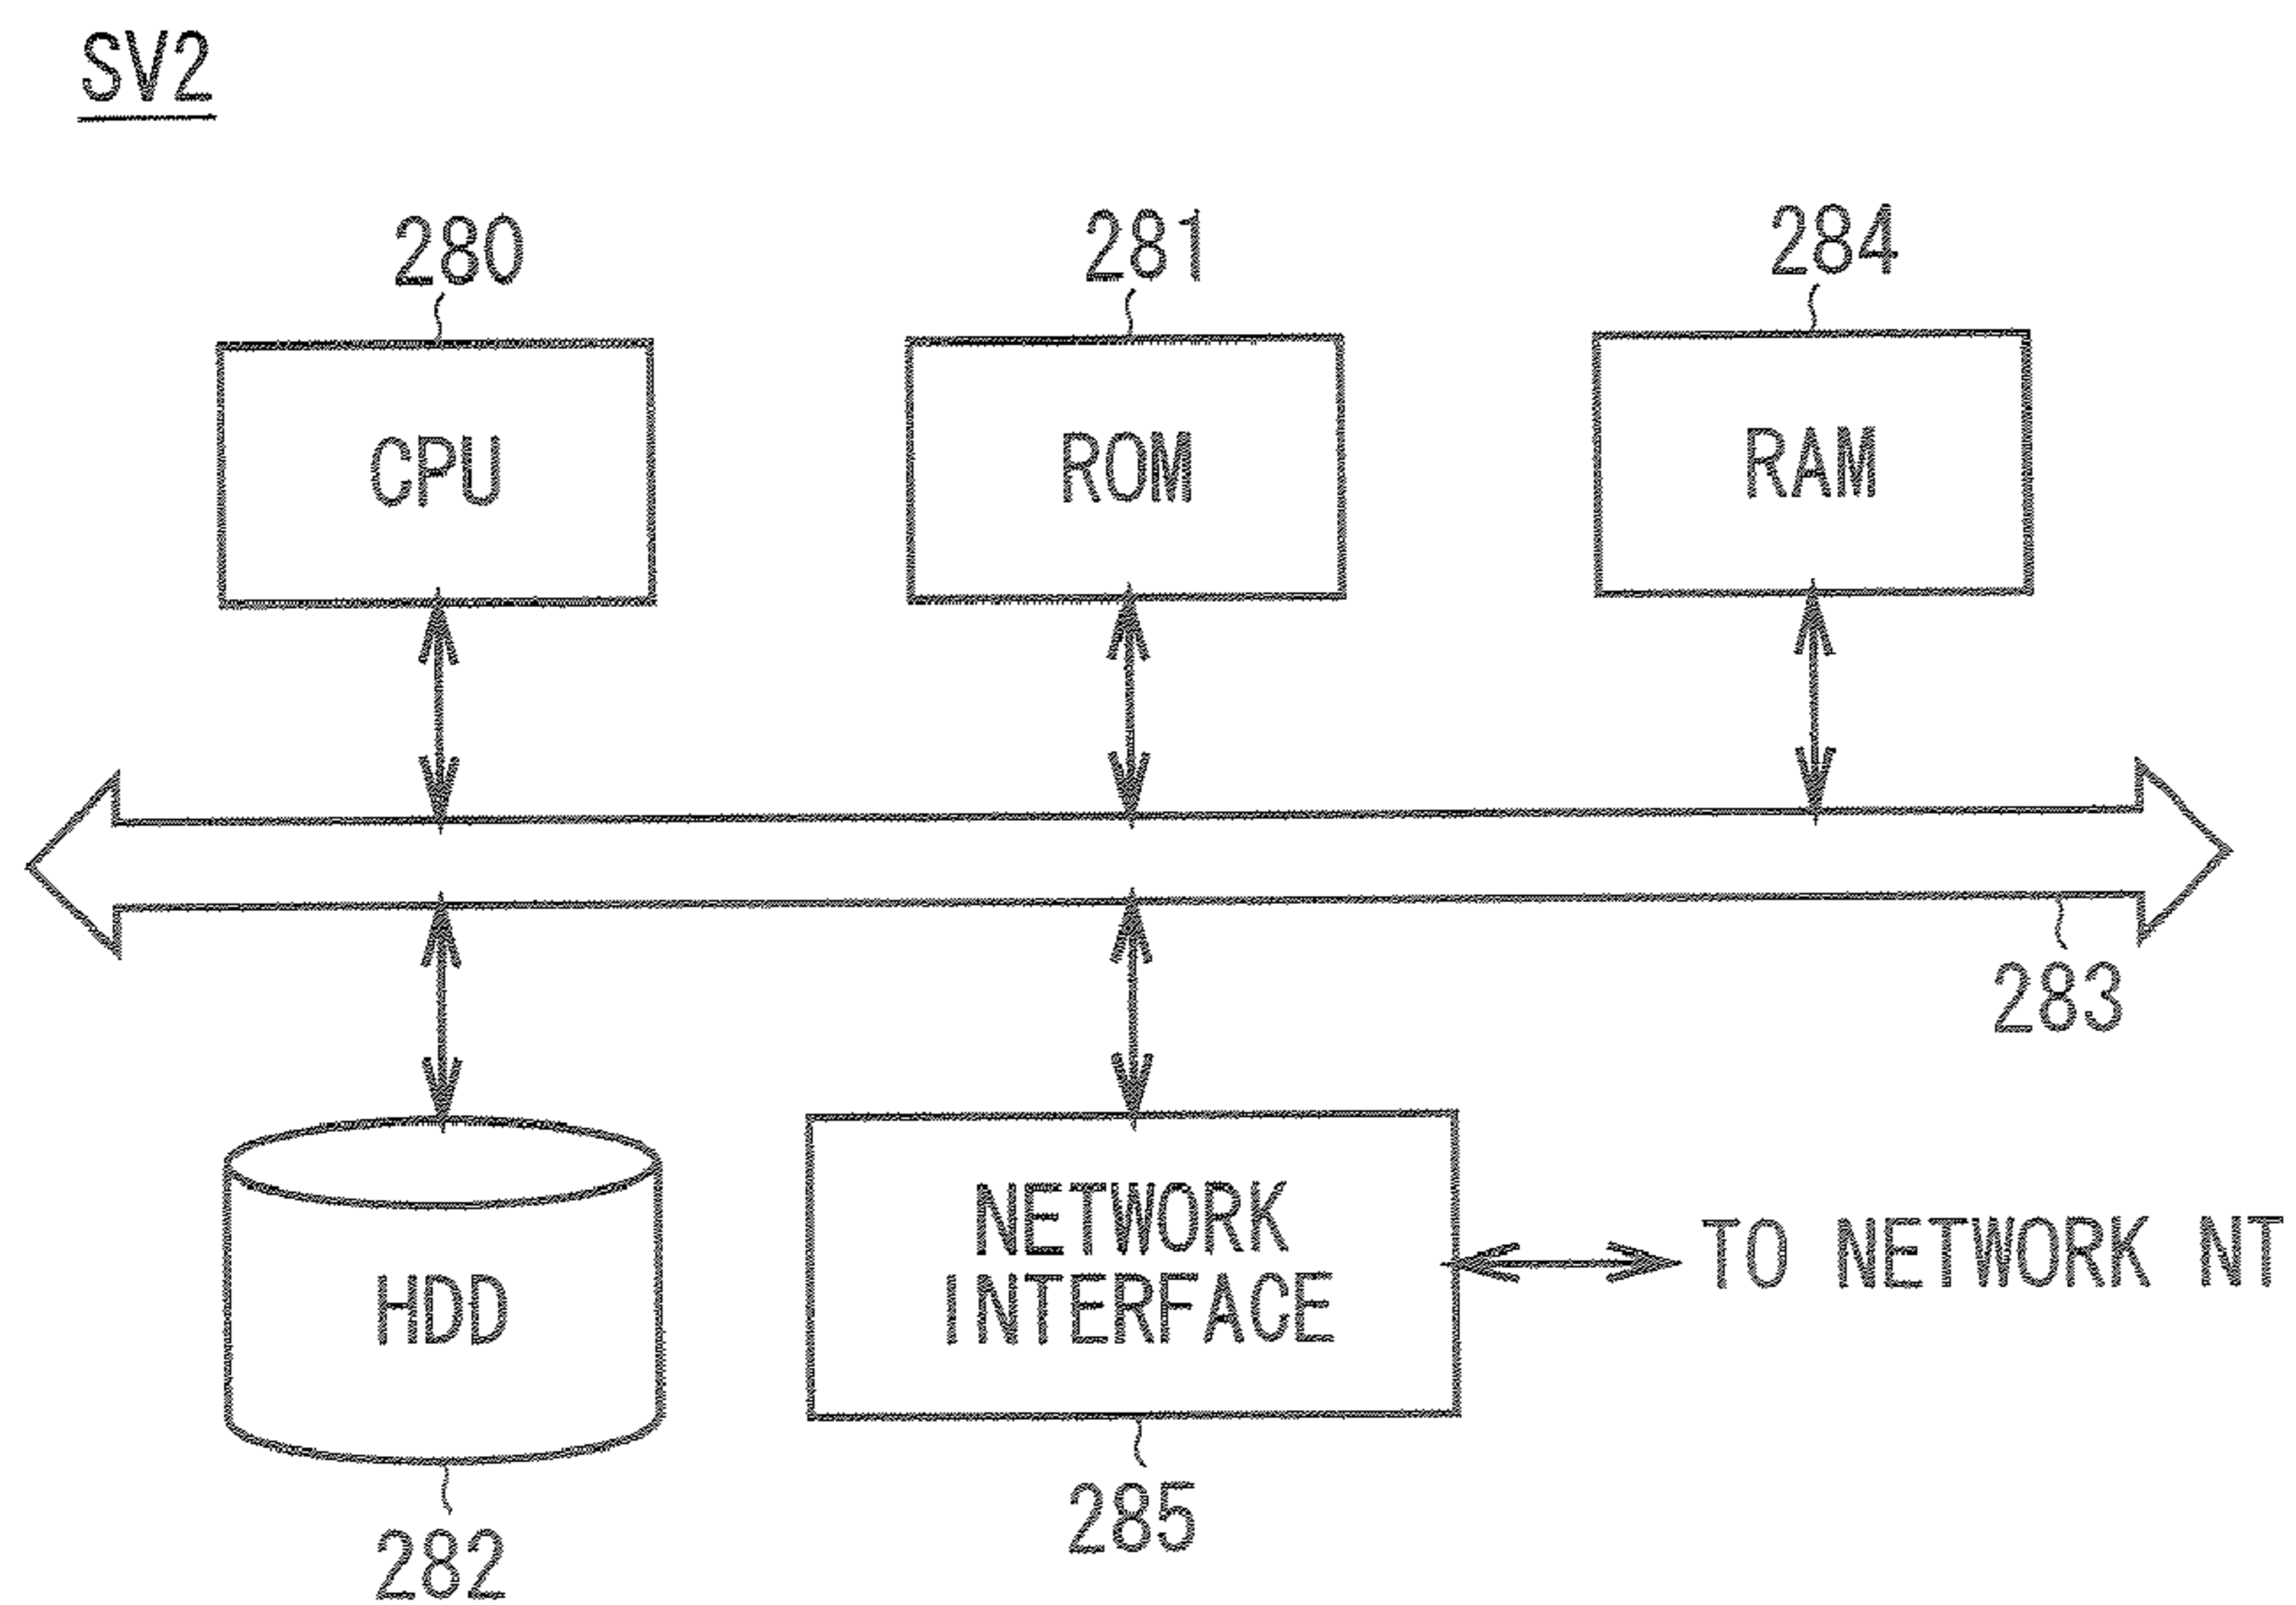 SV2
280
281
284
CPU
ROM
RAM
283
HDD
NETWORK
INTERFACE
TO NETWORK NT
282
285